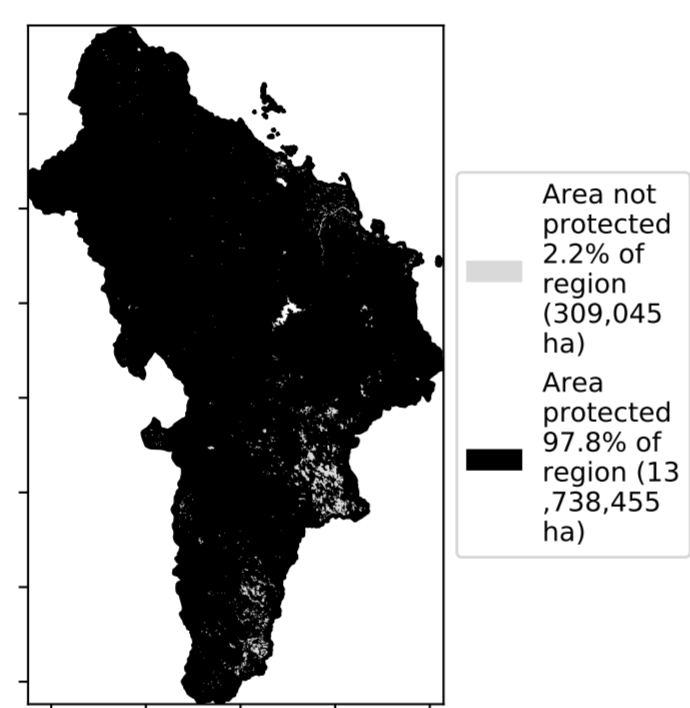 Area not
protected
2.2% of
region
(309,045
ha)
Area
protected
97.8% of
region (13
,738,455
ha)